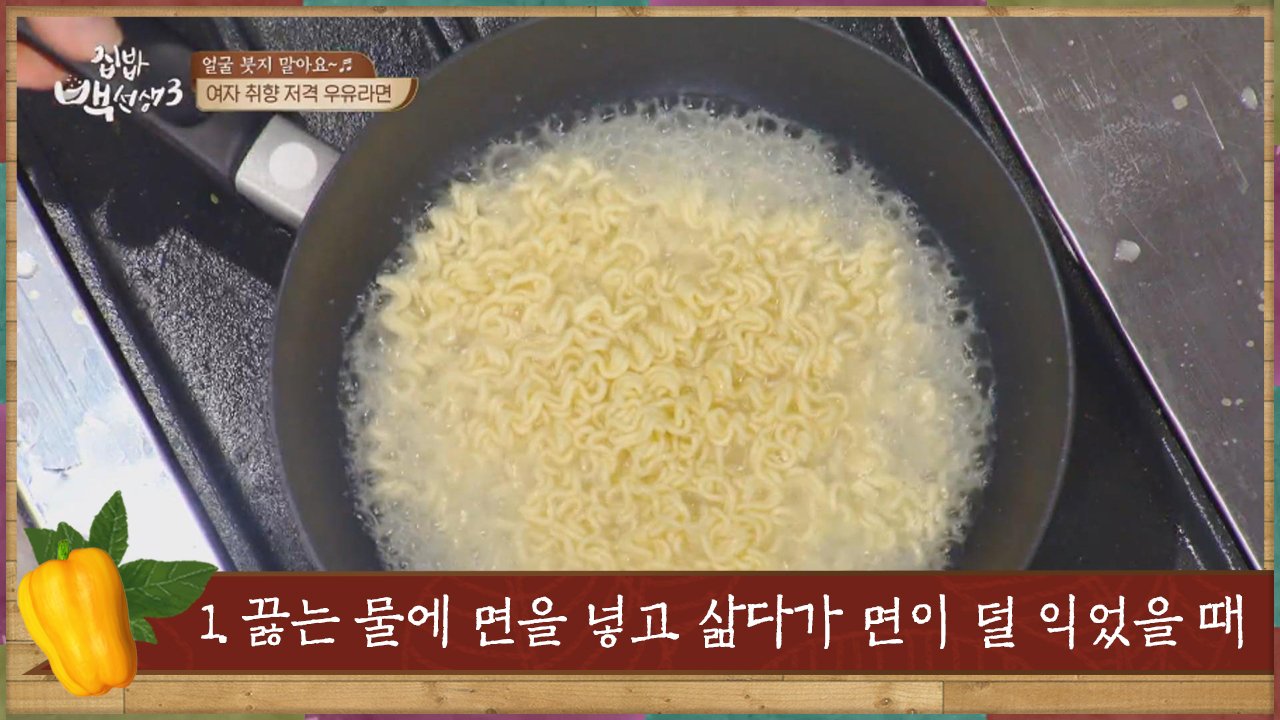 집밥
백선생3
얼굴 붓지 말아요~♬
여자 취향 저격 우유라면
1. 끓는 물에 면을 넣고 삶다가 면이 덜 익었을 때